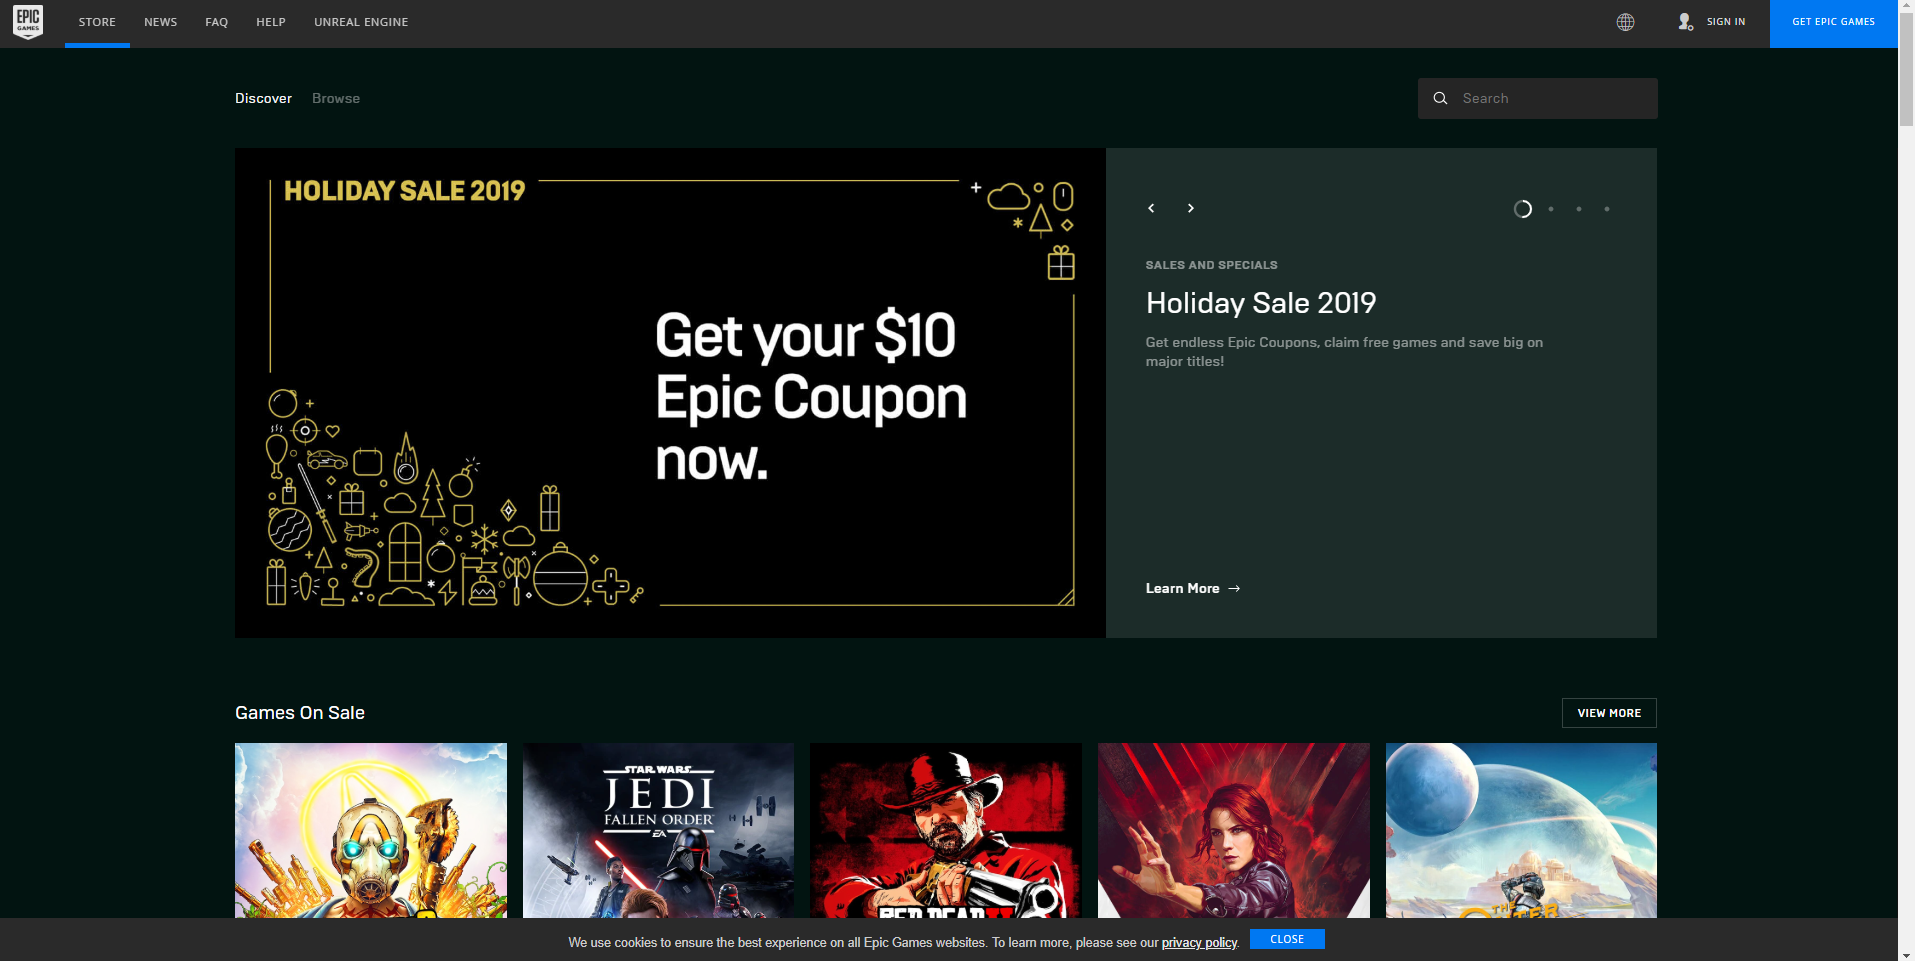 EPIC
GAMES
STORE
NEWS
FAQ
HELP
UNREAL ENGINE
SIGN IN
GET EPIC GAMES
Discover
Browse
Search
HOLIDAY SALE 2019
Get your $10
Epic Coupon
now.
SALES AND SPECIALS
Holiday Sale 2019
Get endless Epic Coupons, claim free games and save big on
major titles!
Learn More →
Games On Sale
VIEW MORE
STAR WARS
JEDI
FALLEN ORDER
EA
RED DEAD II
THE
OUTER
We use cookies to ensure the best experience on all Epic Games websites. To learn more, please see our privacy policy.
CLOSE